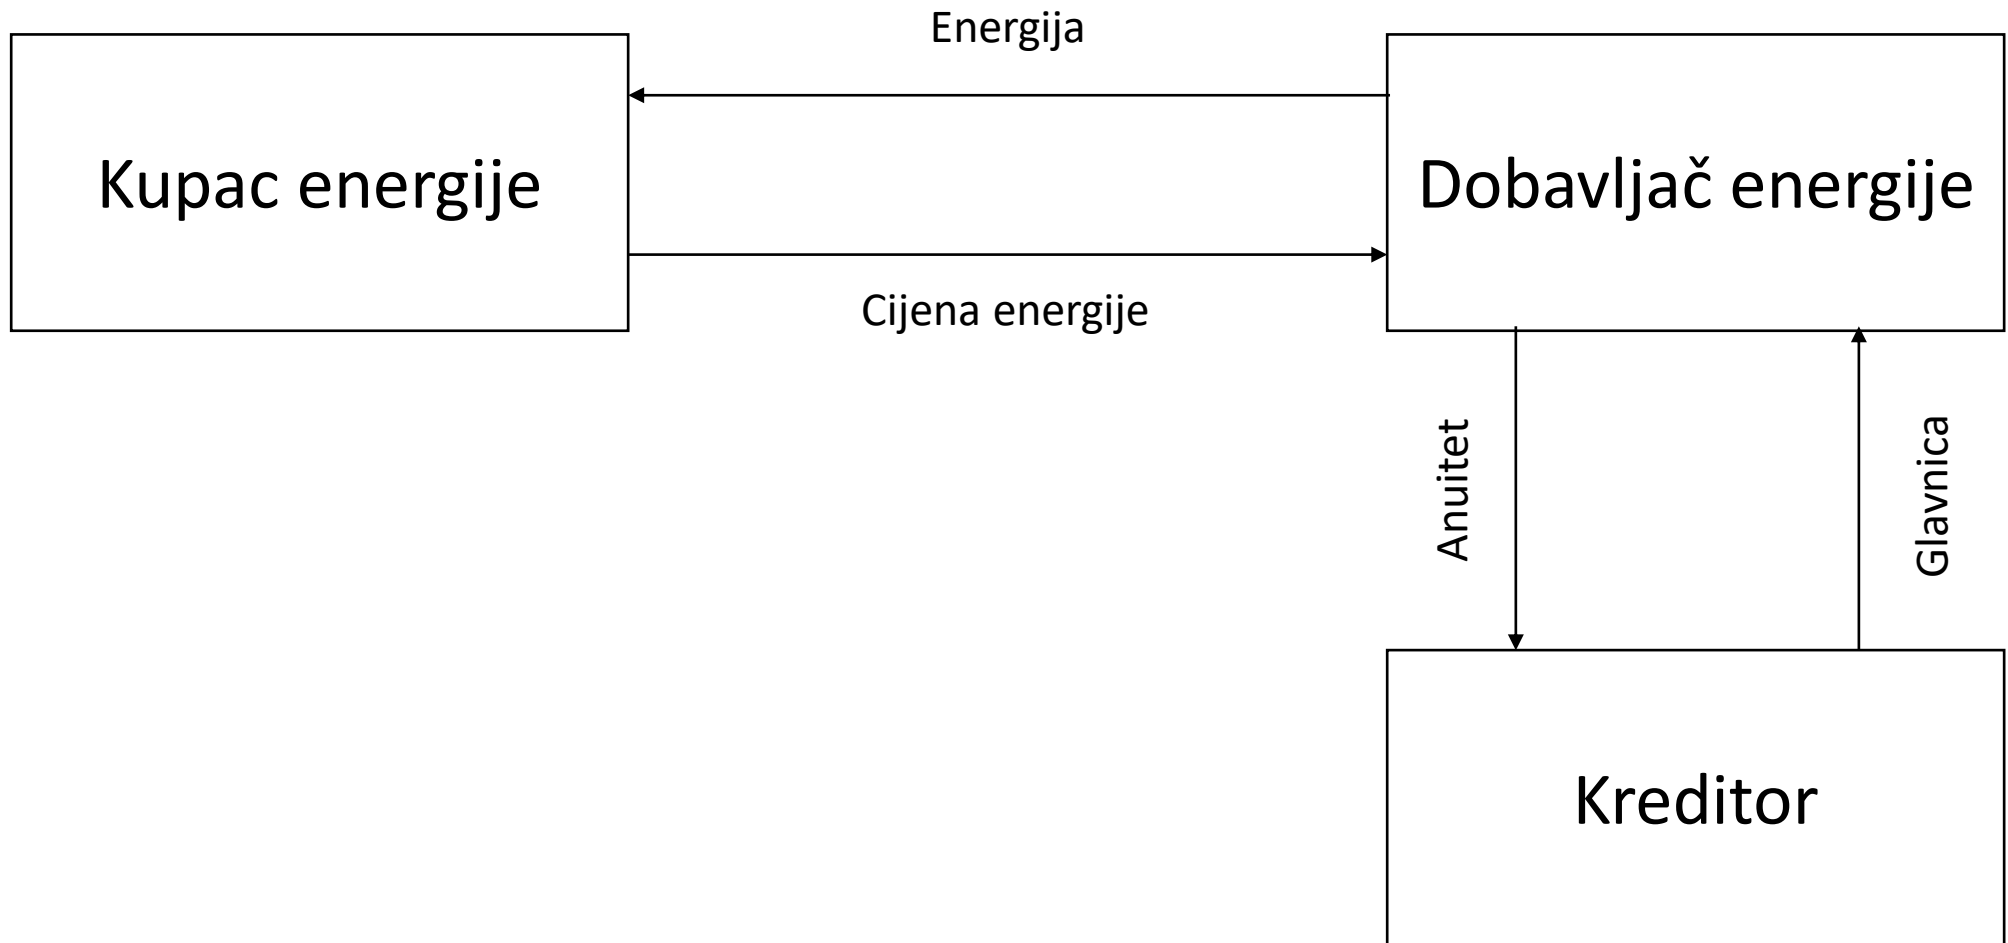 Energija
Kupac energije
Dobavljač energije
Cijena energije
Anuitet
Glavnica
Kreditor